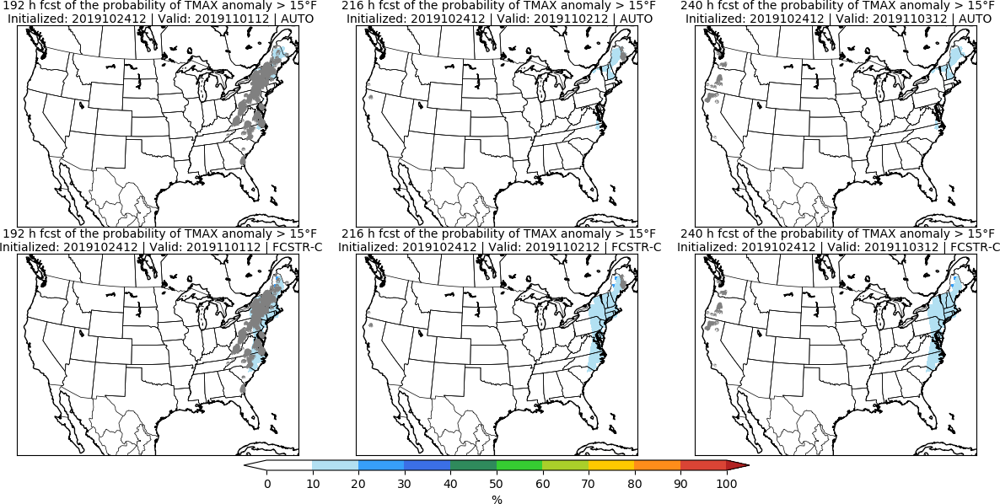 192 h fcst of the probability of TMAX anomaly > 15°F
Initialized: 2019102412 | Valid: 2019110112 | AUTO
216 h fcst of the probability of TMAX anomaly > 15°F
Initialized: 2019102412 | Valid: 2019110212 | AUTO
240 h fcst of the probability of TMAX anomaly > 15°F
Initialized: 2019102412 | Valid: 2019110312 | AUTO
192 h fcst of the probability of TMAX anomaly > 15°F
Initialized: 2019102412 | Valid: 2019110112 | FCSTR-C
216 h fcst of the probability of TMAX anomaly > 15°F
Initialized: 2019102412 | Valid: 2019110212 | FCSTR-C
240 h fcst of the probability of TMAX anomaly > 15°F
Initialized: 2019102412 | Valid: 2019110312 | FCSTR-C
0 10 20 30 40 50 60 70 80 90 100
%